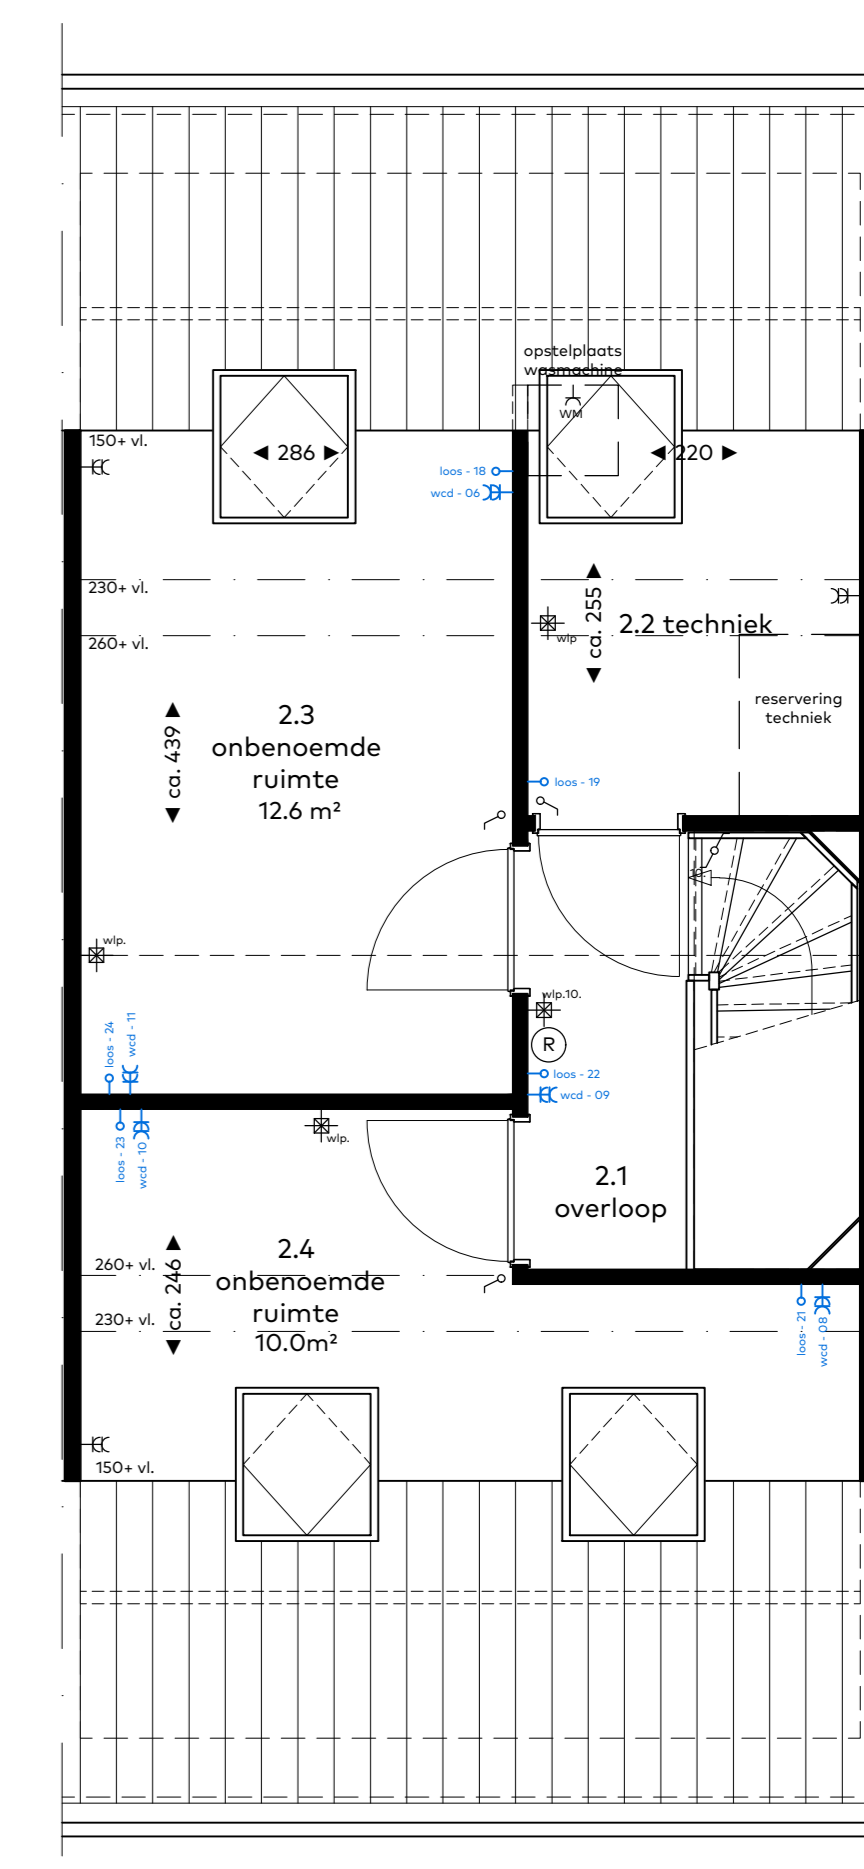 opstelplaats
wasmachine
WM
150+ vl.
286
220
loos - 18
wcd - 06
230+ vl.
260+ vl.
ca. 255
2.2 techniek
wlp
reservering
techniek
ca. 439
2.3
onbenoemde
ruimte
12.6 m²
loos - 19
10.
wlp.
wlp.10.
R
loos - 24
wcd - 11
loos - 22
wcd - 09
loos - 23
wcd - 10
wlp.
2.1
overloop
260+ vl.
230+ vl.
ca. 246
2.4
onbenoemde
ruimte
10.0m²
loos - 21
wcd - 08
150+ vl.